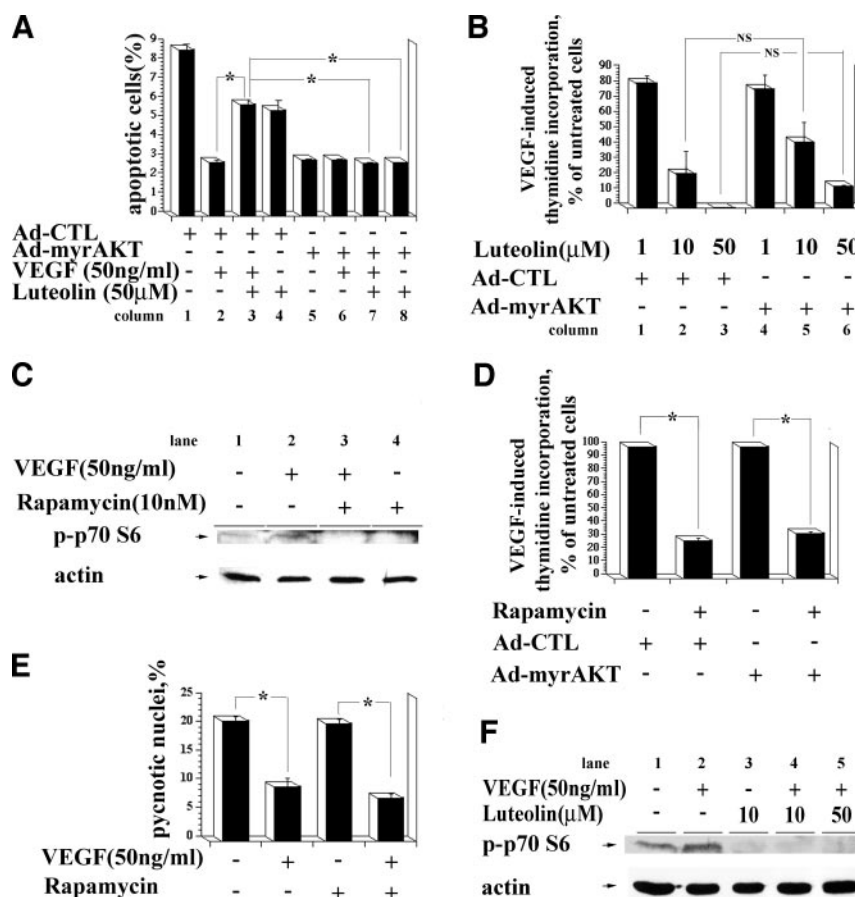 A
apoptotic cells(%)
9
8
7
6
5
4
3
2
1
0
* * *
Ad-CTL + + + + - - - -
Ad-myrAKT - - - - + + + +
VEGF (50ng/ml) - + + - - + + -
Luteolin (50μM) - - + + - - + +
column 1 2 3 4 5 6 7 8
B
VEGF-induced
thymidine incorporation,
% of untreated cells
90
80
70
60
50
40
30
20
10
0
NS
NS
Luteolin(μM) 1 10 50 1 10 50
Ad-CTL + + + - - -
Ad-myrAKT - - - + + +
column 1 2 3 4 5 6
C
lane 1 2 3 4
VEGF(50ng/ml) - + + -
Rapamycin(10nM) - - + +
p-p70 S6
actin
D
VEGF-induced
thymidine incorporation,
% of untreated cells
100
90
80
70
60
50
40
30
20
10
0
* *
Rapamycin - + - +
Ad-CTL + + - -
Ad-myrAKT - - + +
E
pycnotic nuclei,%
25
20
15
10
5
0
* *
VEGF(50ng/ml) - + - +
Rapamycin - - + +
F
lane 1 2 3 4 5
VEGF(50ng/ml) - + - + +
Luteolin(μM) - - 10 10 50
p-p70 S6
actin